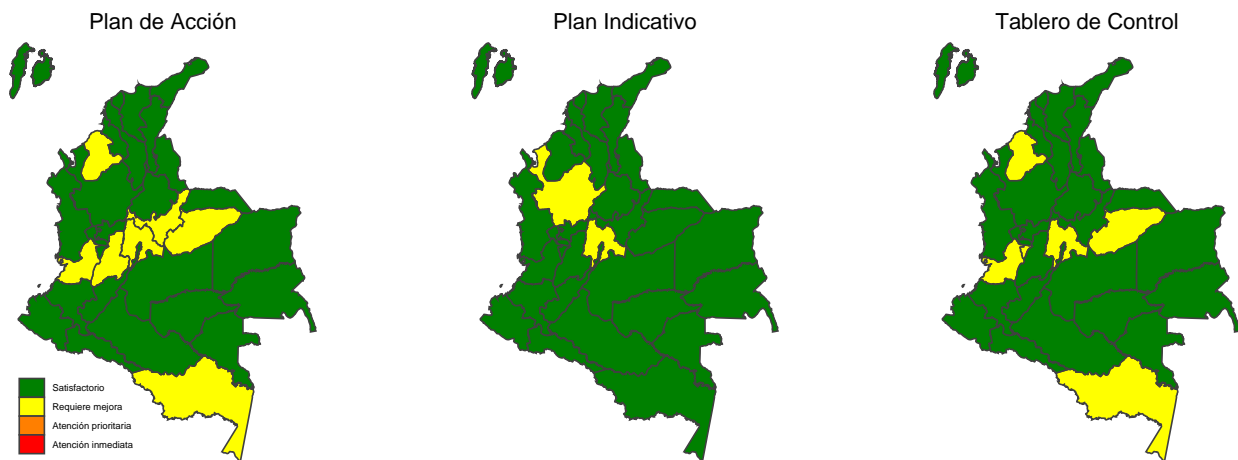 Plan de Acción
Plan Indicativo
Tablero de Control
Satisfactorio
Requiere mejora
Atención prioritaria
Atención inmediata